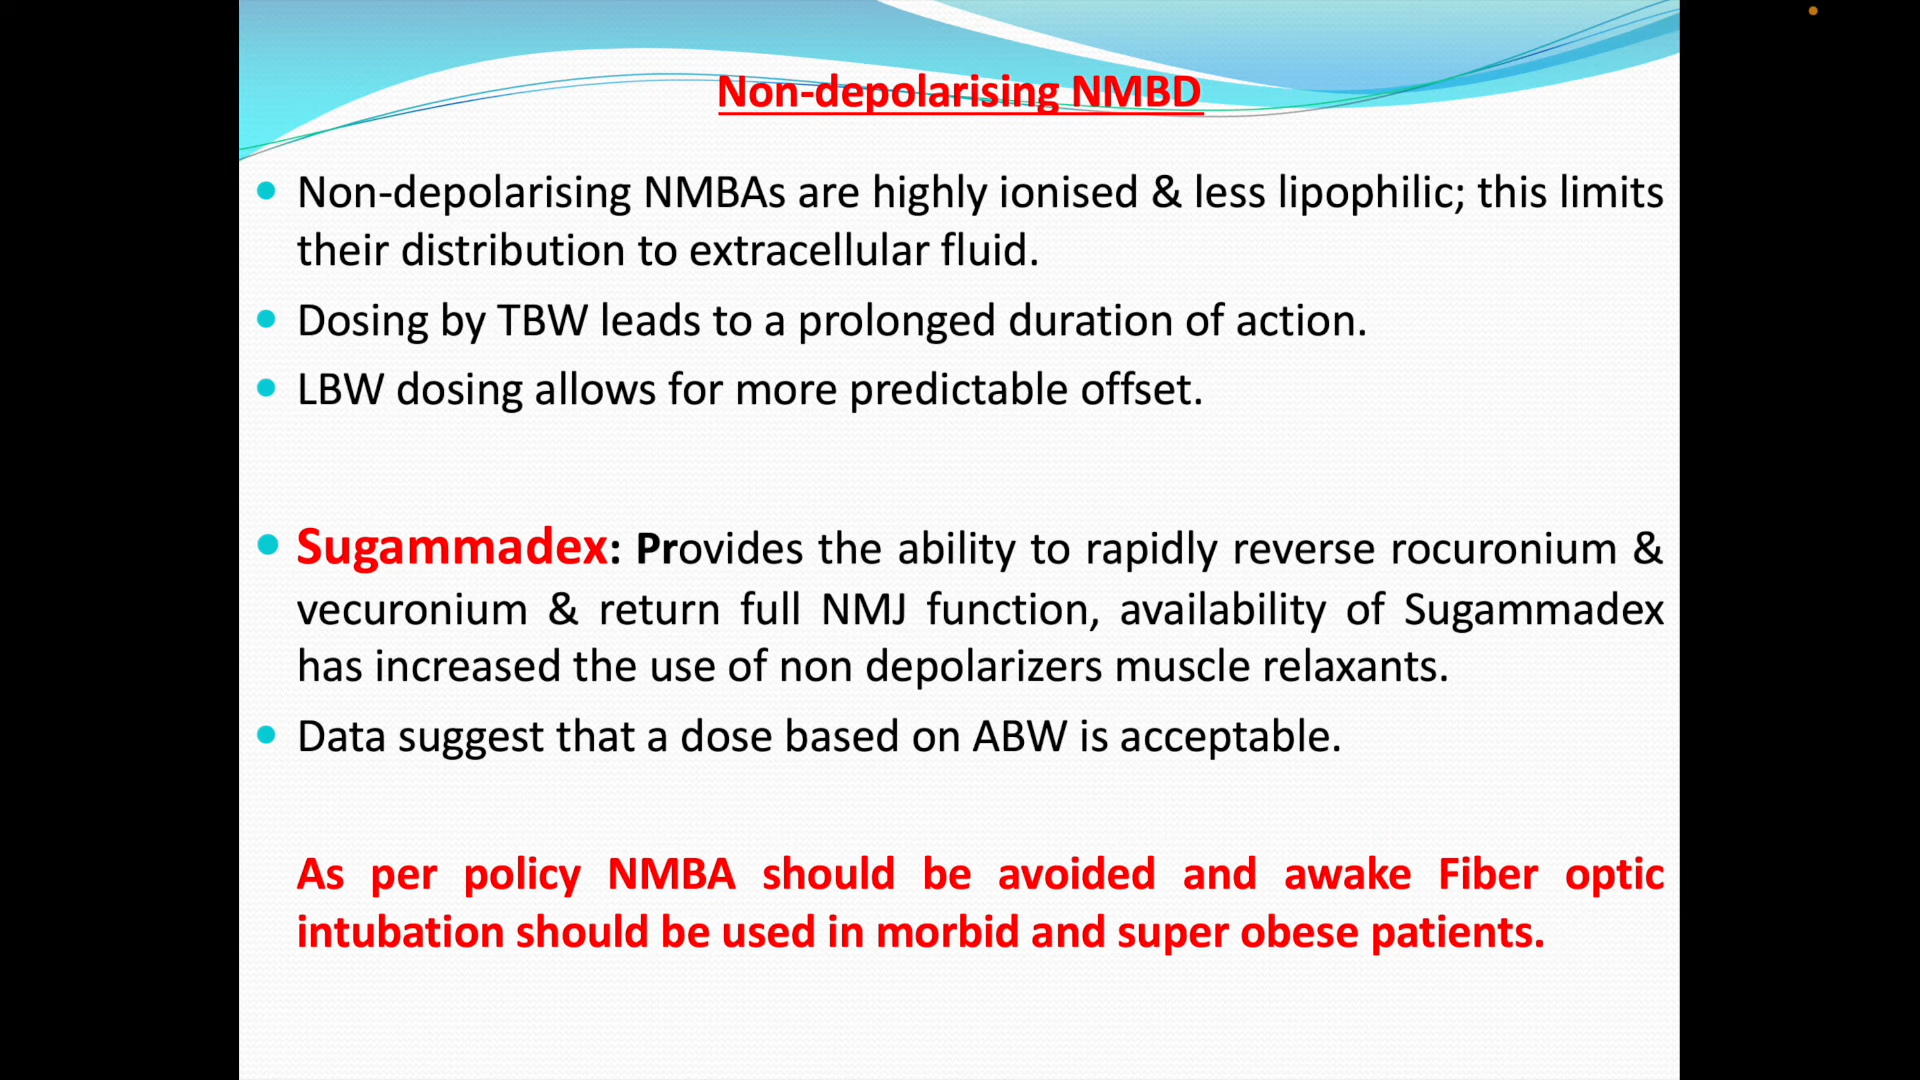 Non-depolarising NMBD
Non-depolarising NMBAs are highly ionised & less lipophilic; this limits
their distribution to extracellular fluid.
Dosing by TBW leads to a prolonged duration of action.
LBW dosing allows for more predictable offset.
Sugammadex: Provides the ability to rapidly reverse rocuronium &
vecuronium & return full NMJ function, availability of Sugammadex
has increased the use of non depolarizers muscle relaxants.
Data suggest that a dose based on ABW is acceptable.
As per policy NMBA should be avoided and awake Fiber optic
intubation should be used in morbid and super obese patients.